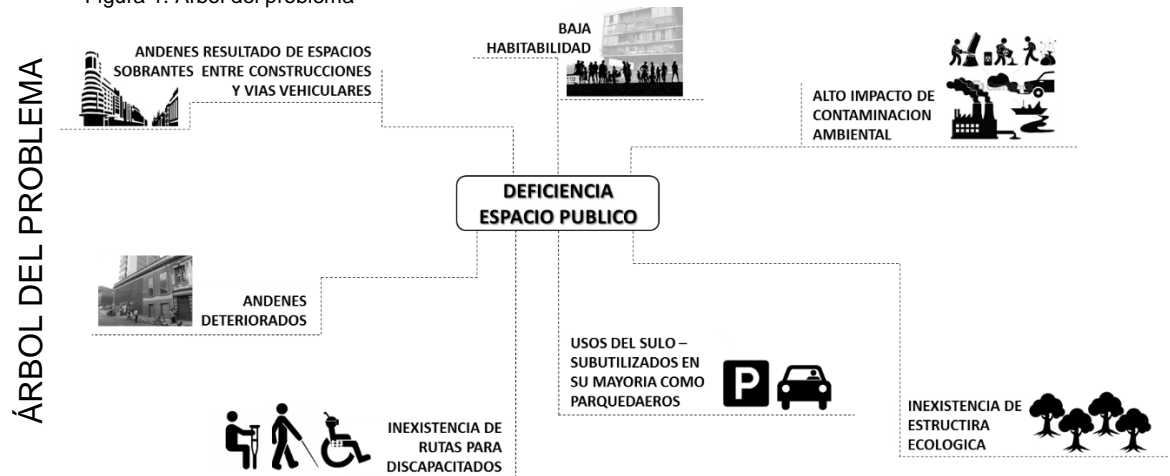 Figura 1. Árbol del problema
ÁRBOL DEL PROBLEMA
ANDENES RESULTADO DE ESPACIOS
SOBRANTES ENTRE CONSTRUCCIONES
Y VIAS VEHICULARES
BAJA
HABITABILIDAD
ALTO IMPACTO DE
CONTAMINACION
AMBIENTAL
DEFICIENCIA
ESPACIO PUBLICO
ANDENES
DETERIORADOS
INEXISTENCIA DE
RUTAS PARA
DISCAPACITADOS
USOS DEL SULO –
SUBUTILIZADOS EN
SU MAYORIA COMO
PARQUEDAEROS
P
INEXISTENCIA DE
ESTRUCTIRA
ECOLOGICA